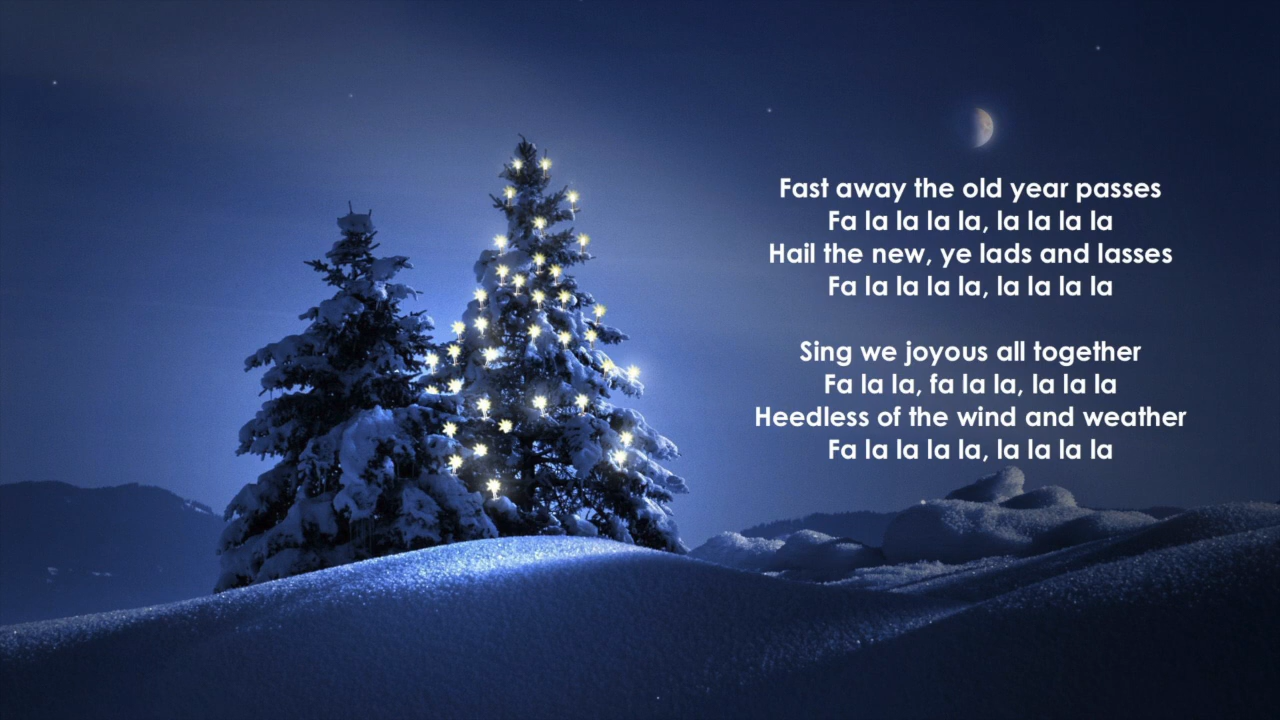 Fast away the old year passes
Fa la la la la, la la la la
Hail the new, ye lads and lasses
Fa la la la la, la la la la
Sing we joyous all together
Fa la la, fa la la, la la la
Heedless of the wind and weather
Fa la la la la, la la la la